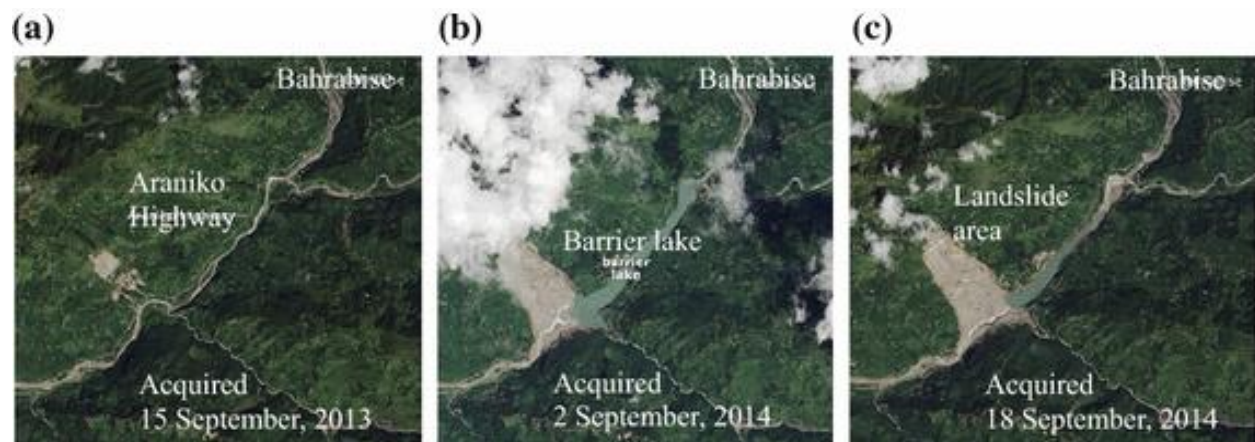 (a)
Bahrabise
Araniko
Highway
Acquired
15 September, 2013
(b)
Bahrabise
Barrier lake
barrier
lake
Acquired
2 September, 2014
(c)
Bahrabise
Landslide
area
Acquired
18 September, 2014